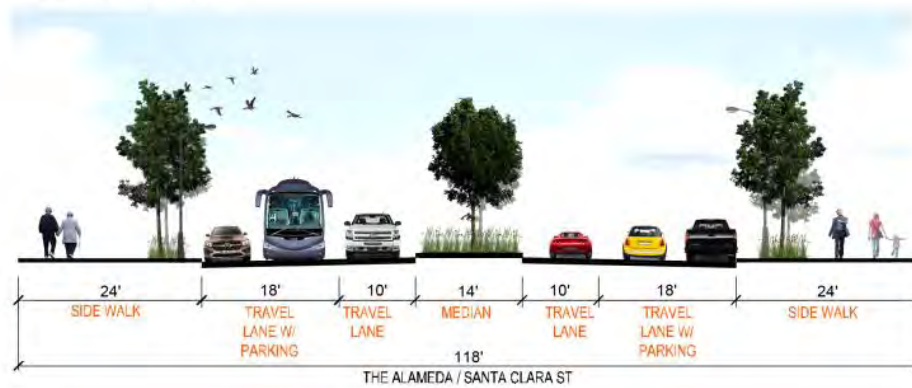 24' 18' 10' 14' 10' 18' 24'
SIDE WALK TRAVEL TRAVEL MEDIAN TRAVEL TRAVEL SIDE WALK
LANE W/ LANE LANE LANE W/
PARKING PARKING
118'
THE ALAMEDA / SANTA CLARA ST